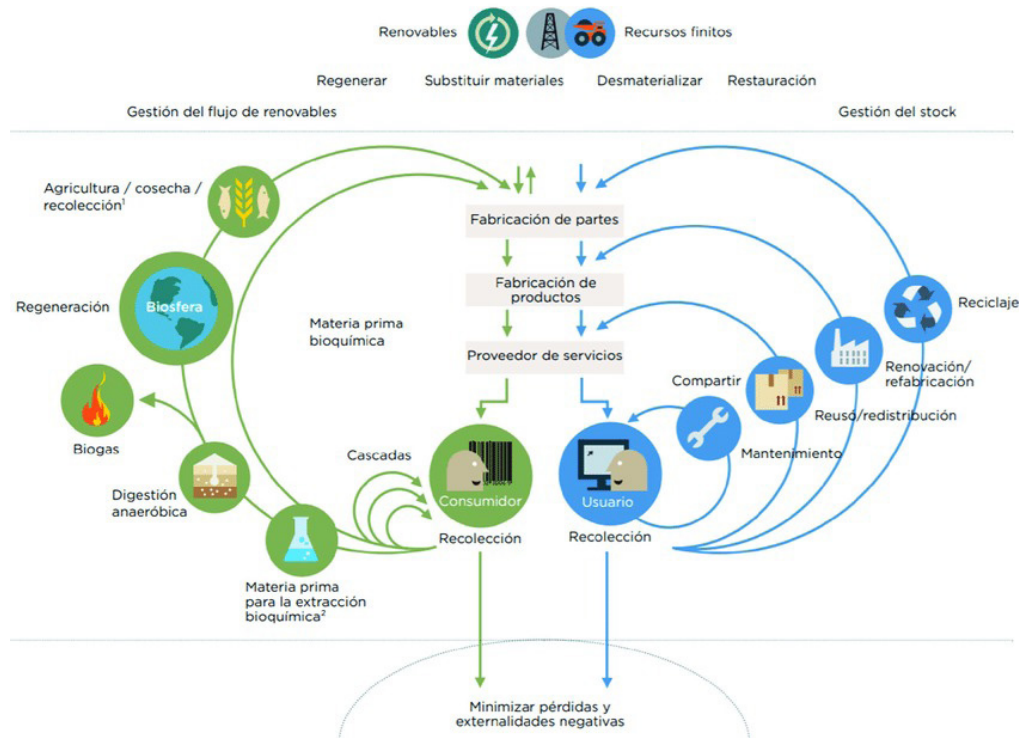 Renovables
Recursos finitos
Regenerar
Substituir materiales
Desmaterializar
Restauración
Gestión del flujo de renovables
Gestión del stock
Agricultura / cosecha /
recolección¹
Fabricación de partes
Regeneración
Biosfera
Fabricación de
productos
Reciclaje
Materia prima
bioquímica
Proveedor de servicios
Renovación/
refabricación
Compartir
Reuso/redistribución
Biogas
Cascadas
Mantenimiento
Digestión
anaeróbica
Consumidor
Usuario
Recolección
Recolección
Materia prima
para la extracción
bioquímica²
Minimizar pérdidas y
externalidades negativas